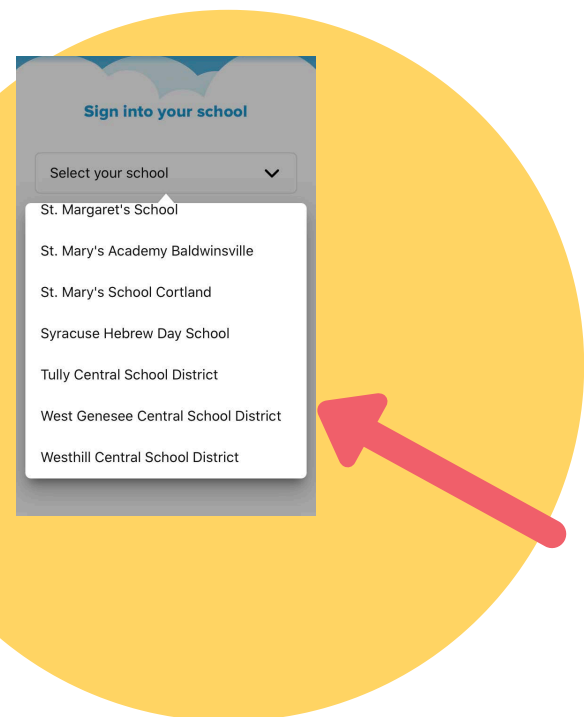 Sign into your school
Select your school
St. Margaret's School
St. Mary's Academy Baldwinsville
St. Mary's School Cortland
Syracuse Hebrew Day School
Tully Central School District
West Genesee Central School District
Westhill Central School District